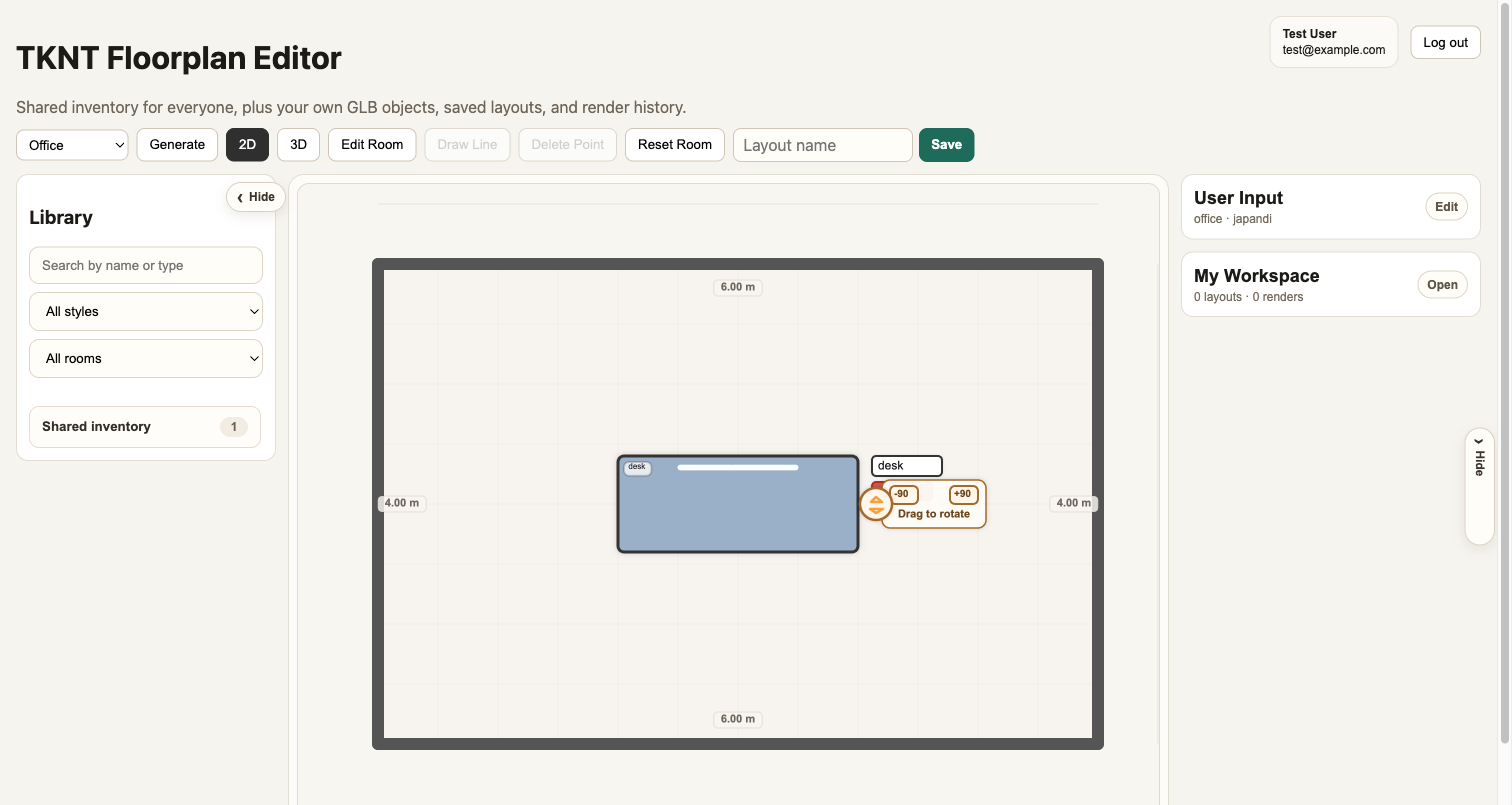 TKNT Floorplan Editor
Test User
test@example.com
Log out
Shared inventory for everyone, plus your own GLB objects, saved layouts, and render history.
Office
Generate
2D
3D
Edit Room
Draw Line
Delete Point
Reset Room
Layout name
Save
Hide
Library
Search by name or type
All styles
All rooms
Shared inventory
1
6.00 m
desk
desk
-90
+90
Drag to rotate
4.00 m
4.00 m
6.00 m
User Input
office · japandi
Edit
My Workspace
0 layouts · 0 renders
Open
Hide